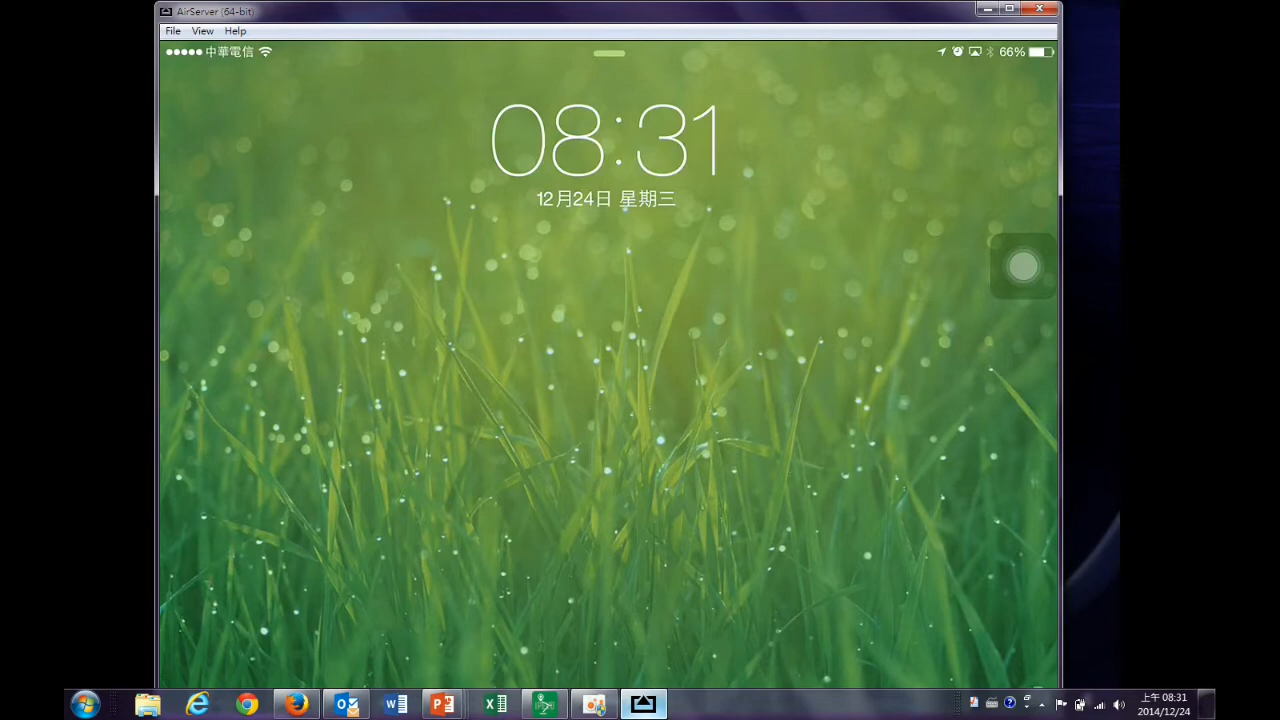 AirServer (64-bit)
File View Help
中華電信 66%
08:31
12月24日 星期三
上午 08:31
2014/12/24